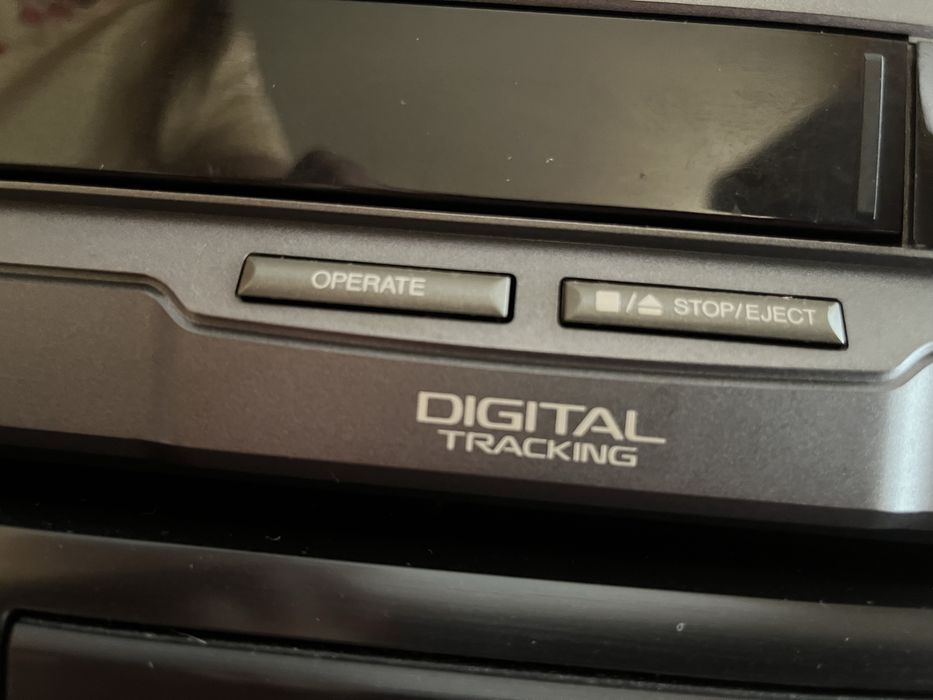 OPERATE
■/⏏ STOP/EJECT
DIGITAL
TRACKING